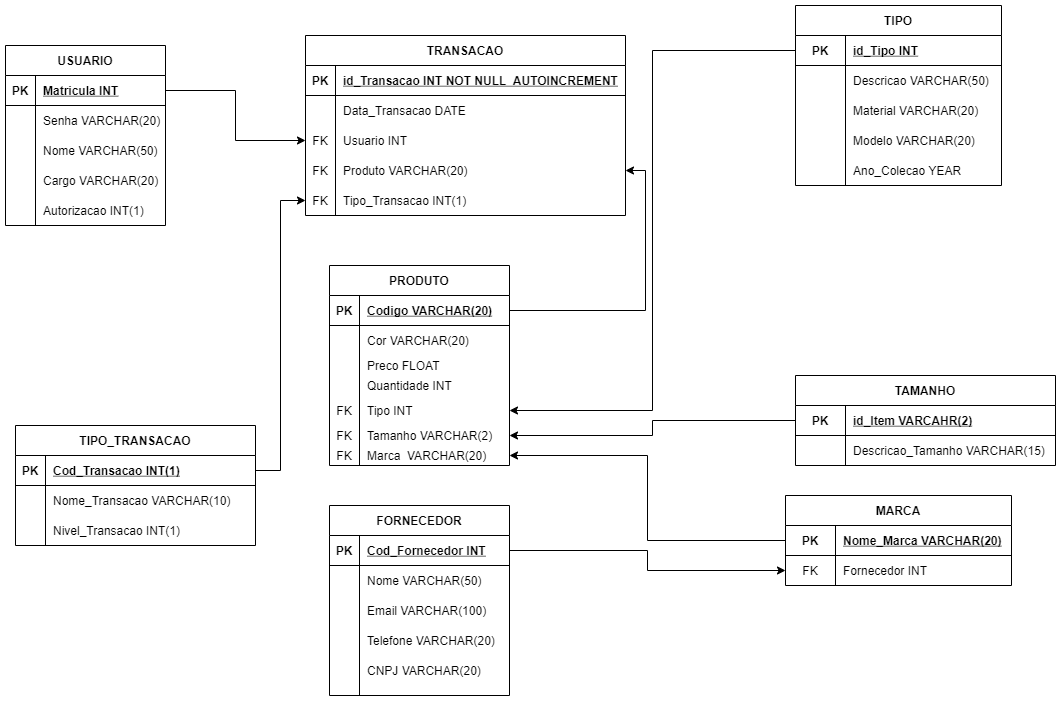 USUARIO
PK Matricula INT
Senha VARCHAR(20)
Nome VARCHAR(50)
Cargo VARCHAR(20)
Autorizacao INT(1)
TRANSACAO
PK id_Transacao INT NOT NULL AUTOINCREMENT
Data_Transacao DATE
FK Usuario INT
FK Produto VARCHAR(20)
FK Tipo_Transacao INT(1)
TIPO
PK id_Tipo INT
Descricao VARCHAR(50)
Material VARCHAR(20)
Modelo VARCHAR(20)
Ano_Colecao YEAR
PRODUTO
PK Codigo VARCHAR(20)
Cor VARCHAR(20)
Preco FLOAT
Quantidade INT
FK Tipo INT
FK Tamanho VARCHAR(2)
FK Marca VARCHAR(20)
TAMANHO
PK id_Item VARCAHR(2)
Descricao_Tamanho VARCHAR(15)
TIPO_TRANSACAO
PK Cod_Transacao INT(1)
Nome_Transacao VARCHAR(10)
Nivel_Transacao INT(1)
FORNECEDOR
PK Cod_Fornecedor INT
Nome VARCHAR(50)
Email VARCHAR(100)
Telefone VARCHAR(20)
CNPJ VARCHAR(20)
MARCA
PK Nome_Marca VARCHAR(20)
FK Fornecedor INT